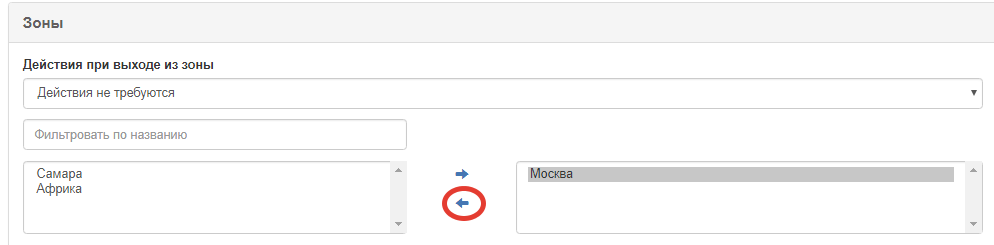 Зоны
Действия при выходе из зоны
Действия не требуются
Фильтровать по названию
Самара
Африка
Москва